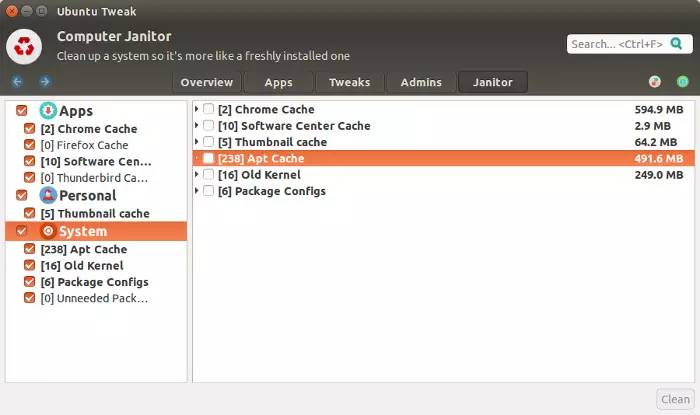 Ubuntu Tweak
Computer Janitor
Clean up a system so it's more like a freshly installed one
Search... <Ctrl+F>
Overview
Apps
Tweaks
Admins
Janitor
Apps
[2] Chrome Cache
[0] Firefox Cache
[10] Software Cen...
[0] Thunderbird Ca...
Personal
[5] Thumbnail cache
System
[238] Apt Cache
[16] Old Kernel
[6] Package Configs
[0] Unneeded Pack...
[2] Chrome Cache 594.9 MB
[10] Software Center Cache 2.9 MB
[5] Thumbnail cache 64.2 MB
[238] Apt Cache 491.6 MB
[16] Old Kernel 249.0 MB
[6] Package Configs
Clean